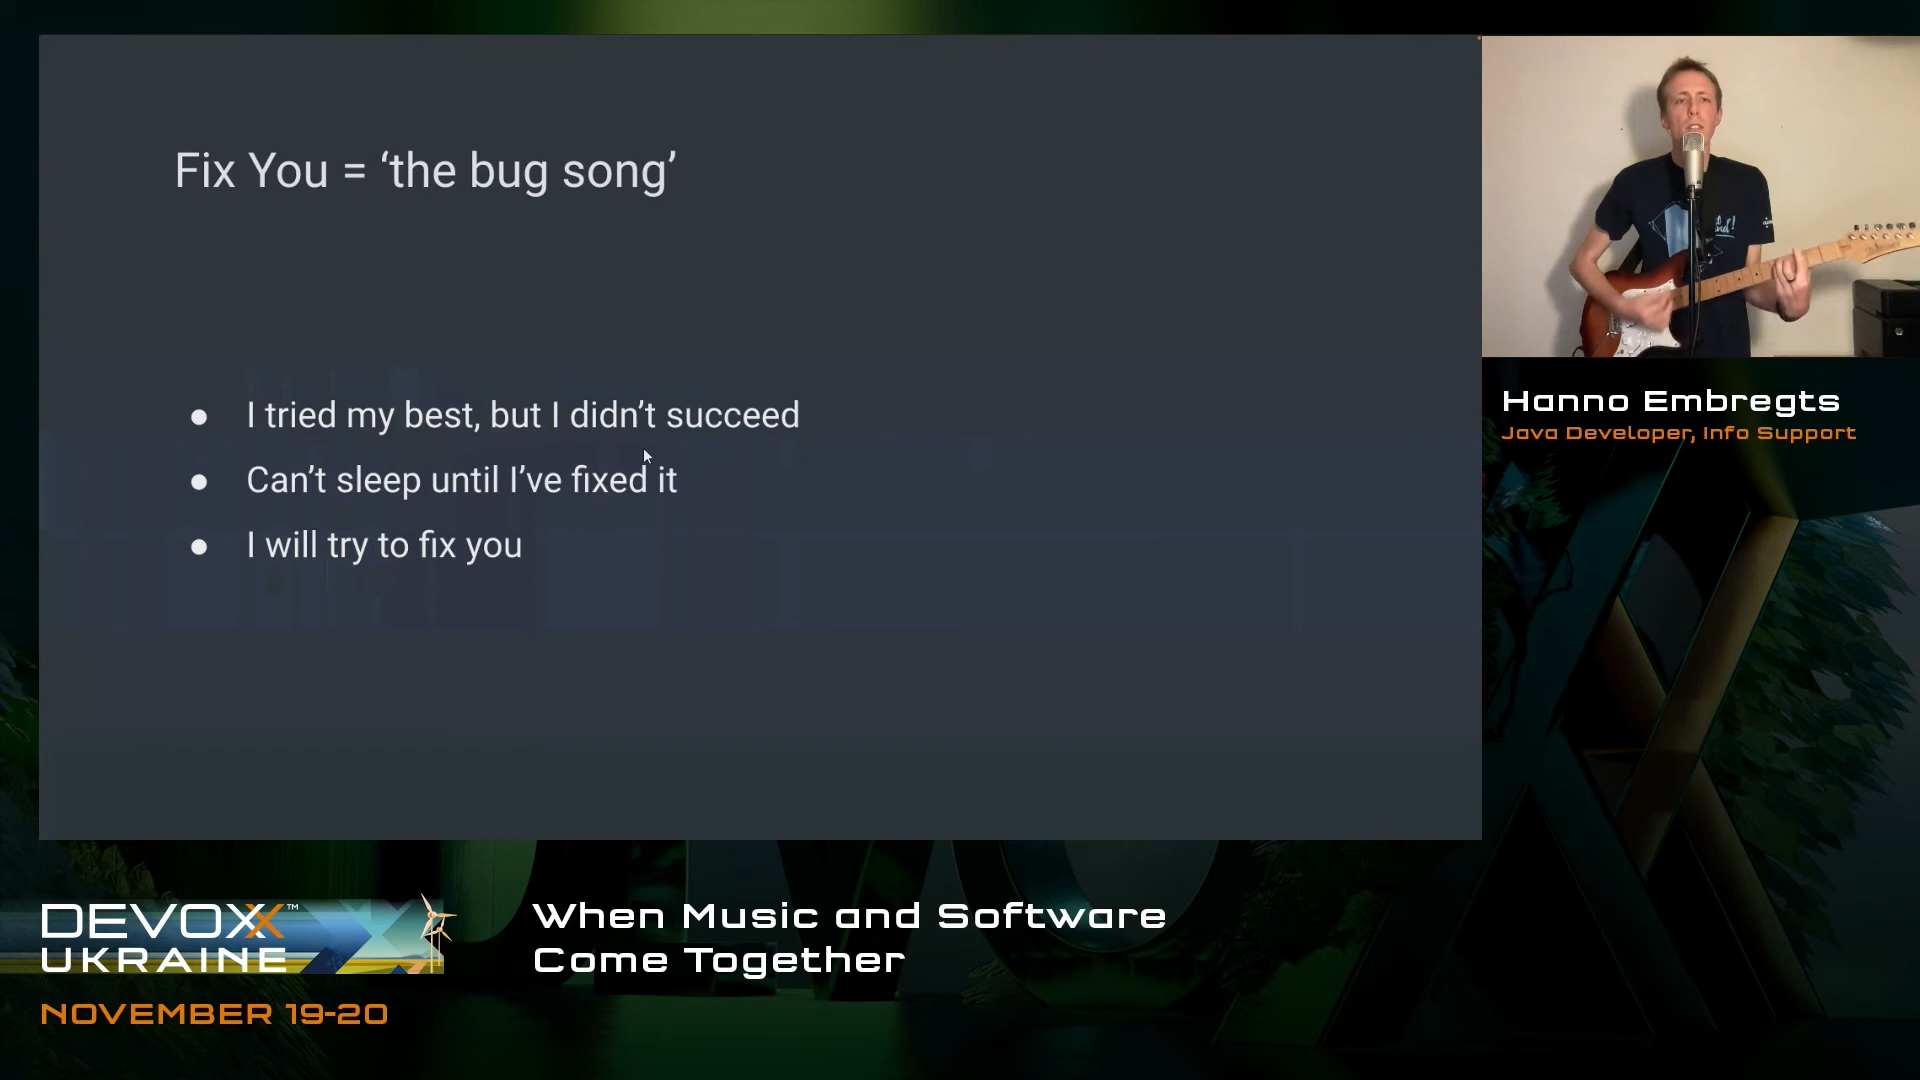 Fix You = ‘the bug song’
● I tried my best, but I didn’t succeed
● Can’t sleep until I’ve fixed it
● I will try to fix you
Hanno Embregts
Java Developer, Info Support
DEVOXX™
UKRAINE
NOVEMBER 19-20
When Music and Software
Come Together